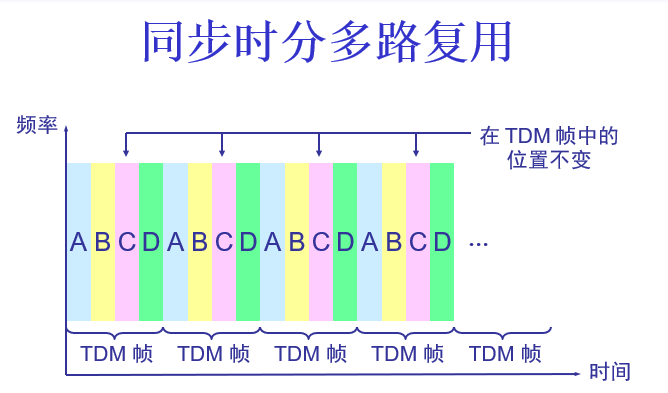 同步时分多路复用
频率
在 TDM 帧中的
位置不变
A B C D A B C D A B C D A B C D ...
TDM 帧 TDM 帧 TDM 帧 TDM 帧 TDM 帧
时间